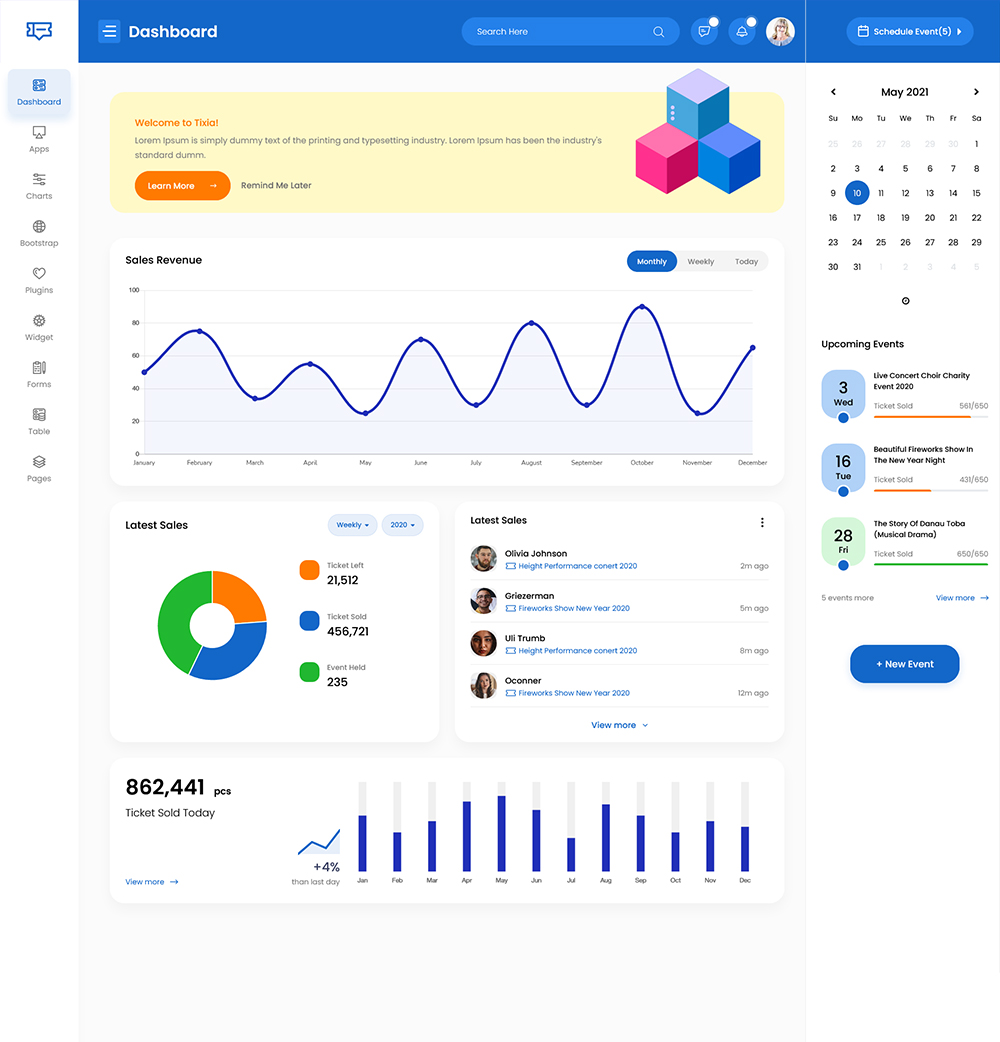 Dashboard
Search Here
Schedule Event(5)
Dashboard
Apps
Charts
Bootstrap
Plugins
Widget
Forms
Table
Pages
Welcome to Tixia!
Lorem Ipsum is simply dummy text of the printing and typesetting industry. Lorem Ipsum has been the industry's
standard dumm.
Learn More →
Remind Me Later
Sales Revenue
Monthly Weekly Today
100
80
60
40
20
0
January February March April May June July August September October November December
Latest Sales
Weekly 2020
Ticket Left
21,512
Ticket Sold
456,721
Event Held
235
Latest Sales
Olivia Johnson
Height Performance conert 2020 2m ago
Griezerman
Fireworks Show New Year 2020 5m ago
Uli Trumb
Height Performance conert 2020 8m ago
Oconner
Fireworks Show New Year 2020 12m ago
View more
862,441 pcs
Ticket Sold Today
View more →
+4%
than last day
Jan Feb Mar Apr May Jun Jul Aug Sep Oct Nov Dec
May 2021
Su Mo Tu We Th Fr Sa
25 26 27 28 29 30 1
2 3 4 5 6 7 8
9 10 11 12 13 14 15
16 17 18 19 20 21 22
23 24 25 26 27 28 29
30 31 1 2 3 4 5
Upcoming Events
3
Wed
Live Concert Choir Charity
Event 2020
Ticket Sold 561/650
16
Tue
Beautiful Fireworks Show In
The New Year Night
Ticket Sold 431/650
28
Fri
The Story Of Danau Toba
(Musical Drama)
Ticket Sold 650/650
5 events more View more →
+ New Event